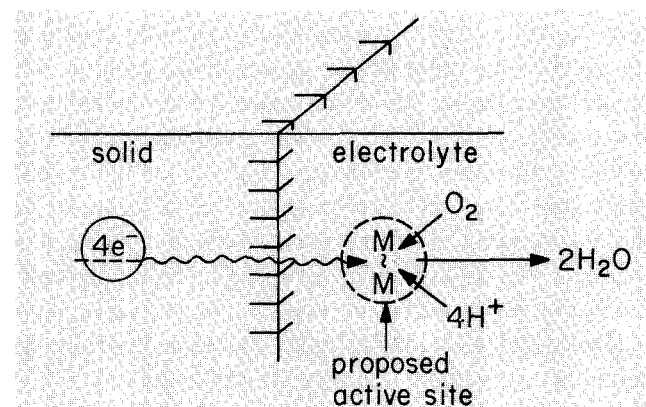 solid
electrolyte
4e⁻
M
~
M
O₂
4H⁺
2H₂O
proposed
active site